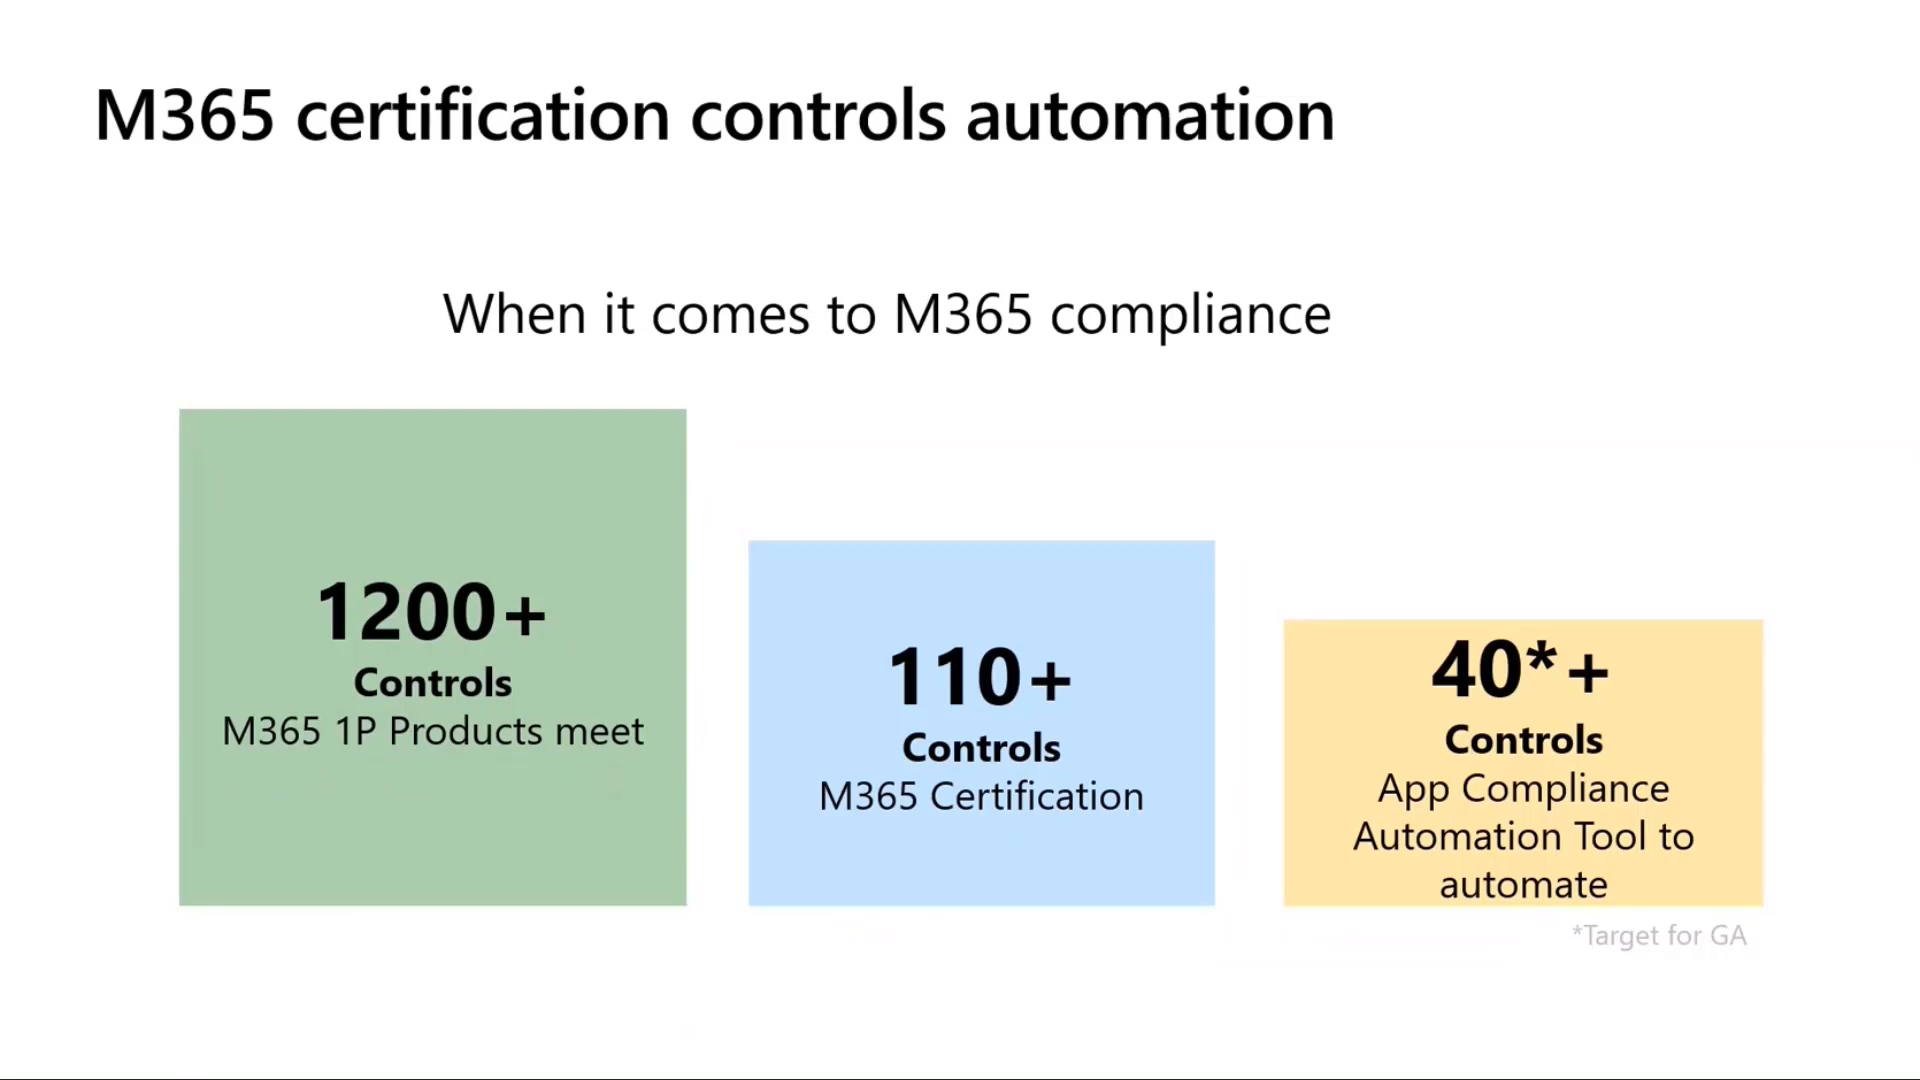 M365 certification controls automation
When it comes to M365 compliance
1200+
Controls
M365 1P Products meet
110+
Controls
M365 Certification
40*+
Controls
App Compliance
Automation Tool to
automate
*Target for GA